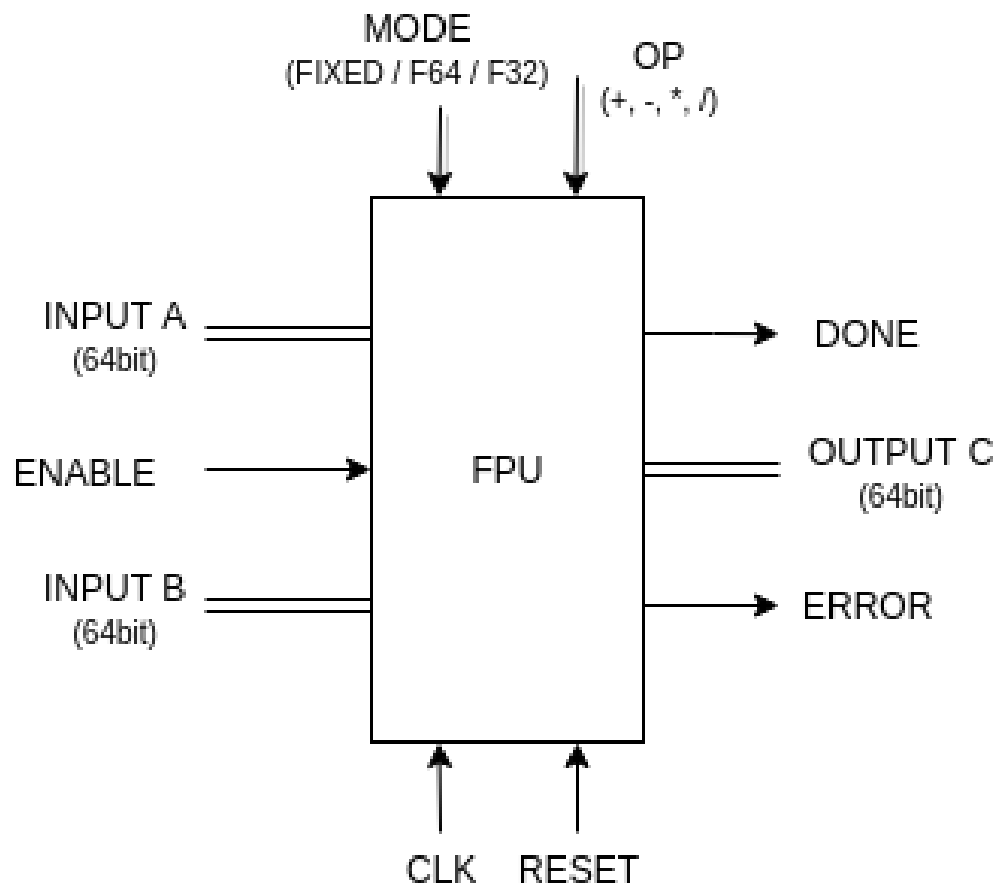 MODE
(FIXED / F64 / F32)
OP
(+, -, *, /)
INPUT A
(64bit)
ENABLE
INPUT B
(64bit)
FPU
DONE
OUTPUT C
(64bit)
ERROR
CLK
RESET